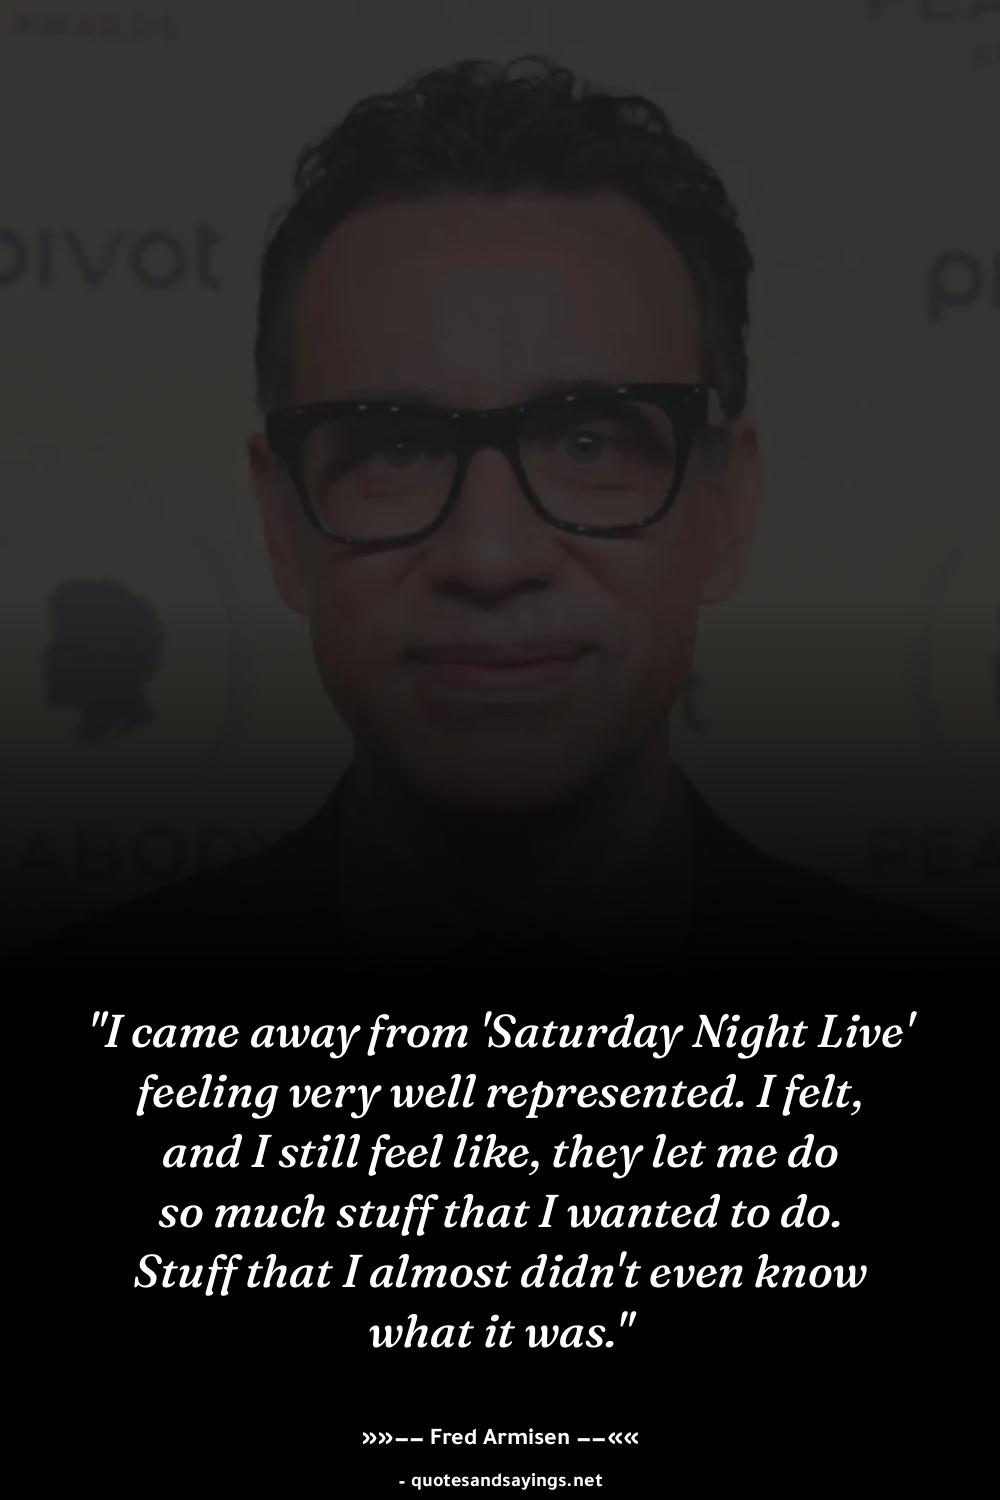 AWARDS
pivot
"I came away from 'Saturday Night Live'
feeling very well represented. I felt,
and I still feel like, they let me do
so much stuff that I wanted to do.
Stuff that I almost didn't even know
what it was."
»»−− Fred Armisen −−««
- quotesandsayings.net